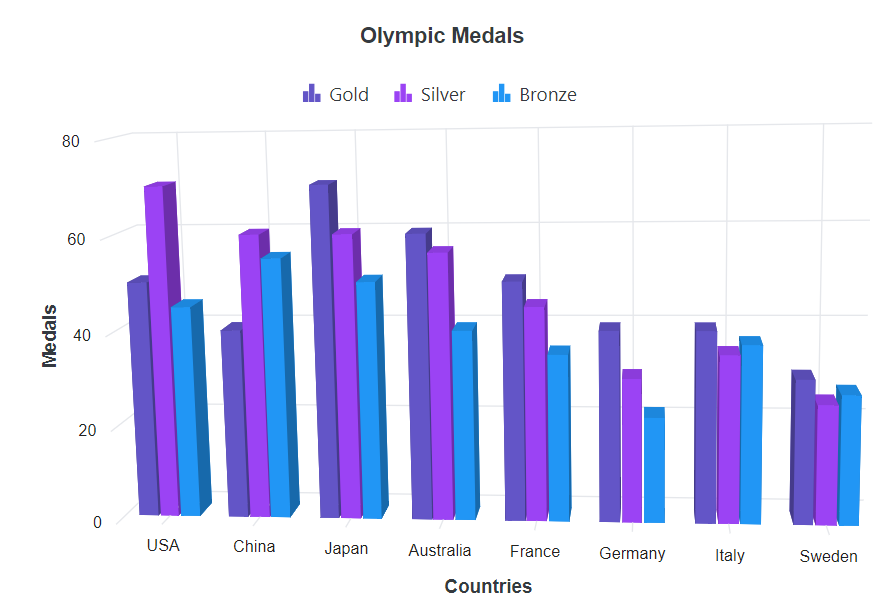 Olympic Medals
Gold Silver Bronze
80
60
40
20
0
Medals
USA China Japan Australia France Germany Italy Sweden
Countries